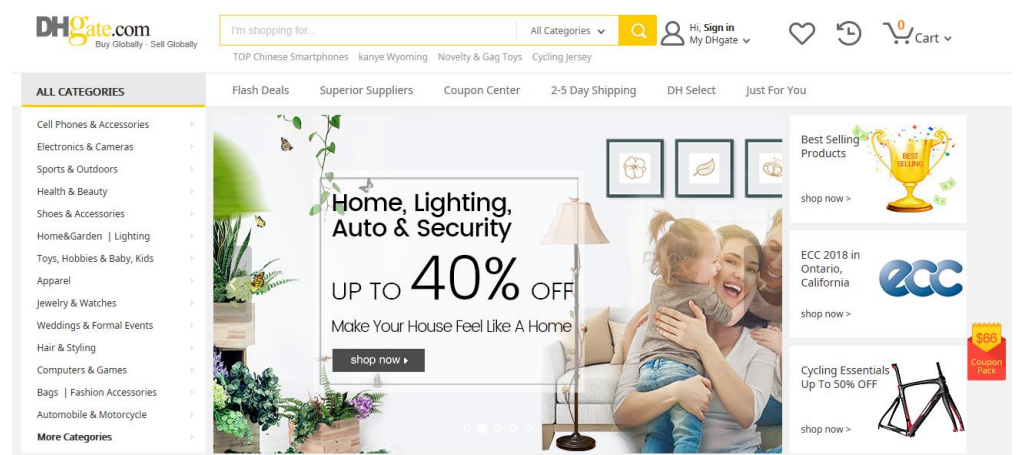 DHgate.com
Buy Globally · Sell Globally
I'm shopping for...
All Categories
Hi, Sign in
My DHgate
0
Cart
TOP Chinese Smartphones kanye Wyoming Novelty & Gag Toys Cycling Jersey
ALL CATEGORIES
Flash Deals
Superior Suppliers
Coupon Center
2-5 Day Shipping
DH Select
Just For You
Cell Phones & Accessories
Electronics & Cameras
Sports & Outdoors
Health & Beauty
Shoes & Accessories
Home&Garden | Lighting
Toys, Hobbies & Baby, Kids
Apparel
Jewelry & Watches
Weddings & Formal Events
Hair & Styling
Computers & Games
Bags | Fashion Accessories
Automobile & Motorcycle
More Categories
Home, Lighting,
Auto & Security
UP TO 40% OFF
Make Your House Feel Like A Home
shop now
Best Selling
Products
shop now >
BEST
SELLING
ECC 2018 in
Ontario,
California
shop now >
ecc
Cycling Essentials
Up To 50% OFF
shop now >
$66
Coupon
Pack